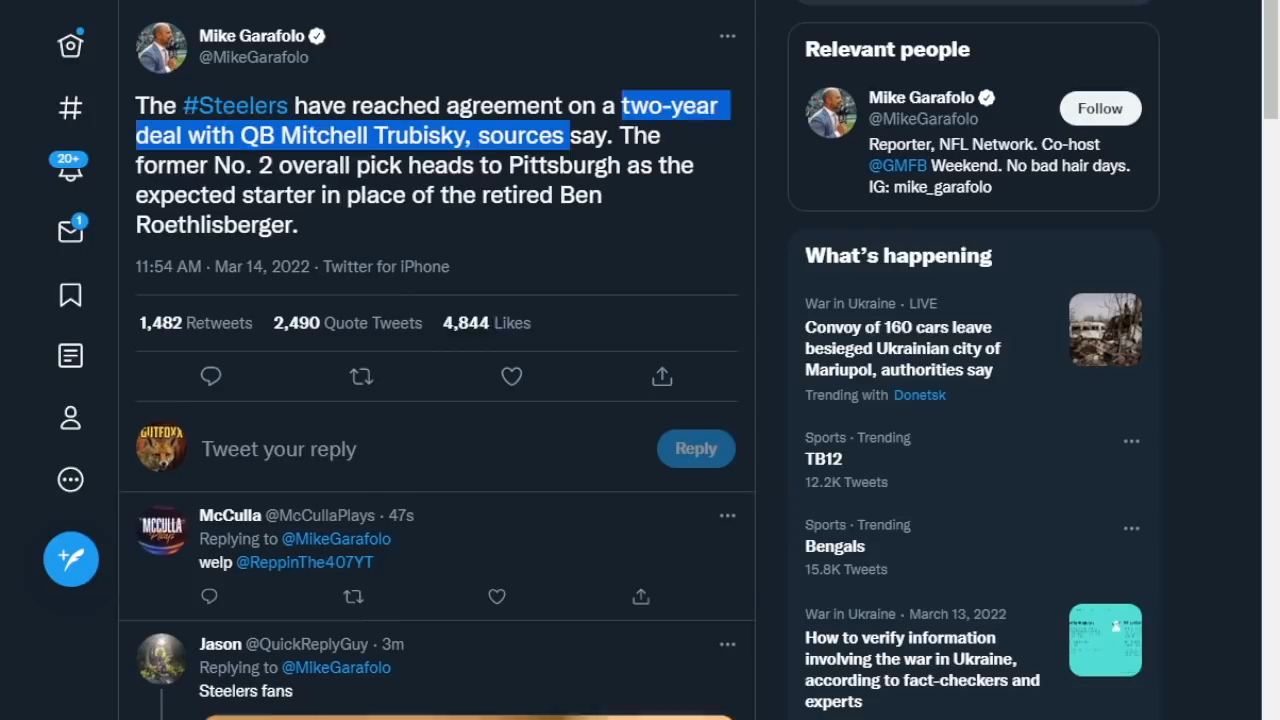 20+
1
Mike Garafolo
@MikeGarafolo
The #Steelers have reached agreement on a two-year
deal with QB Mitchell Trubisky, sources say. The
former No. 2 overall pick heads to Pittsburgh as the
expected starter in place of the retired Ben
Roethlisberger.
11:54 AM · Mar 14, 2022 · Twitter for iPhone
1,482 Retweets 2,490 Quote Tweets 4,844 Likes
GUTFOXX
Tweet your reply
Reply
MCCULLA
Plays
McCulla @McCullaPlays · 47s
Replying to @MikeGarafolo
welp @ReppinThe407YT
Jason @QuickReplyGuy · 3m
Replying to @MikeGarafolo
Steelers fans
Relevant people
Mike Garafolo
@MikeGarafolo
Follow
Reporter, NFL Network. Co-host
@GMFB Weekend. No bad hair days.
IG: mike_garafolo
What's happening
War in Ukraine · LIVE
Convoy of 160 cars leave
besieged Ukrainian city of
Mariupol, authorities say
Trending with Donetsk
Sports · Trending
TB12
12.2K Tweets
Sports · Trending
Bengals
15.8K Tweets
War in Ukraine · March 13, 2022
How to verify information
involving the war in Ukraine,
according to fact-checkers and
experts